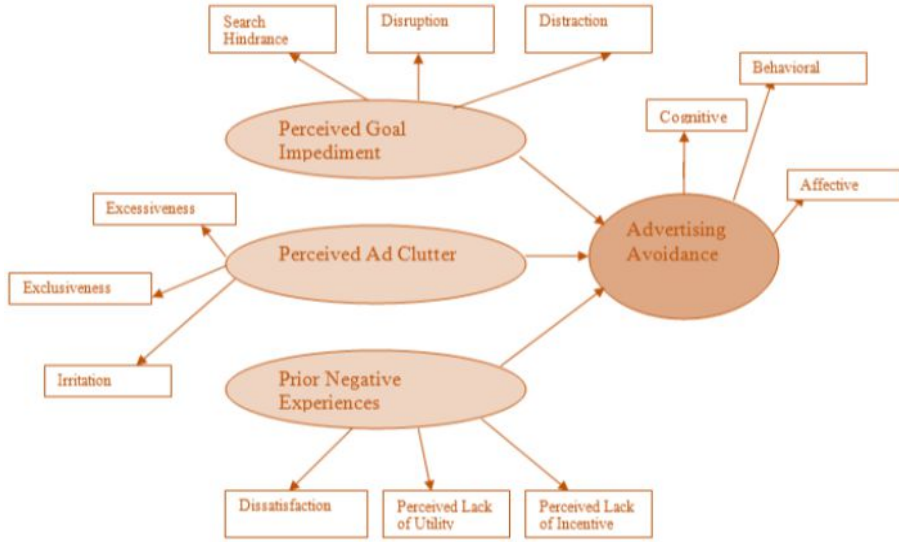 Search
Hindrance
Disruption
Distraction
Behavioral
Cognitive
Perceived Goal
Impediment
Affective
Excessiveness
Perceived Ad Clutter
Advertising
Avoidance
Exclusiveness
Irritation
Prior Negative
Experiences
Dissatisfaction
Perceived Lack
of Utility
Perceived Lack
of Incentive